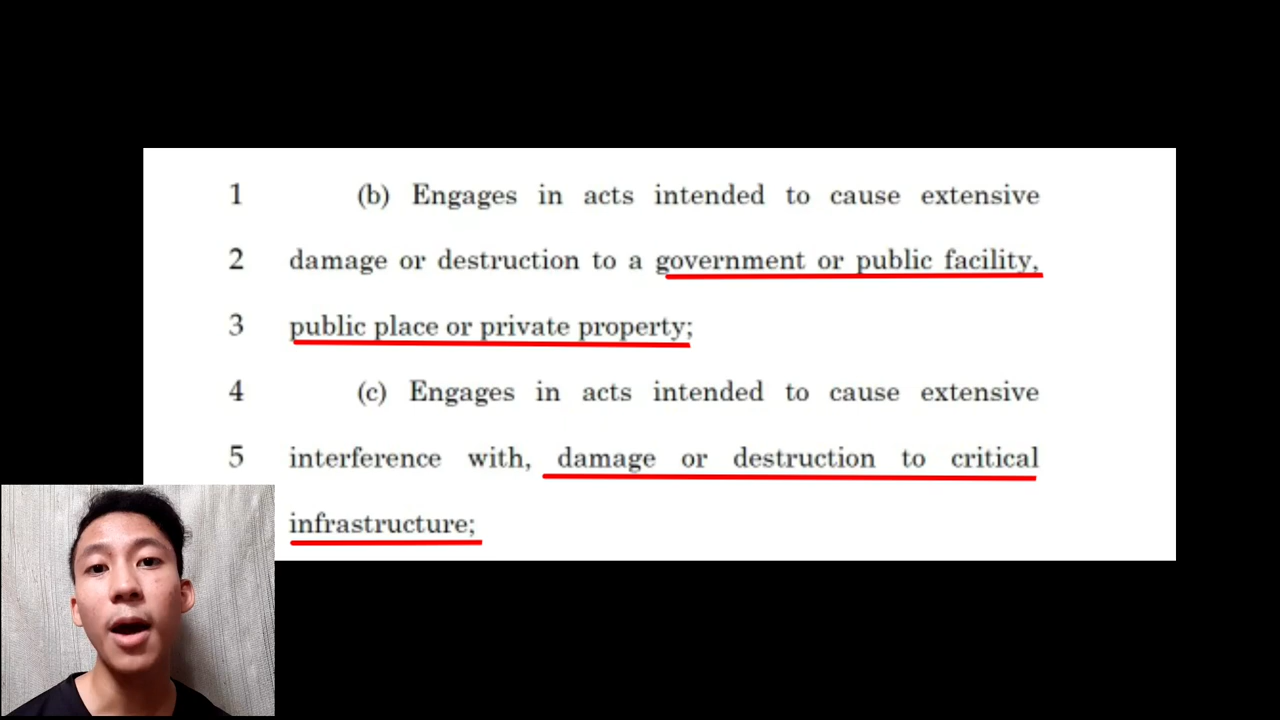 1 (b) Engages in acts intended to cause extensive
2 damage or destruction to a government or public facility,
3 public place or private property;
4 (c) Engages in acts intended to cause extensive
5 interference with, damage or destruction to critical
infrastructure;